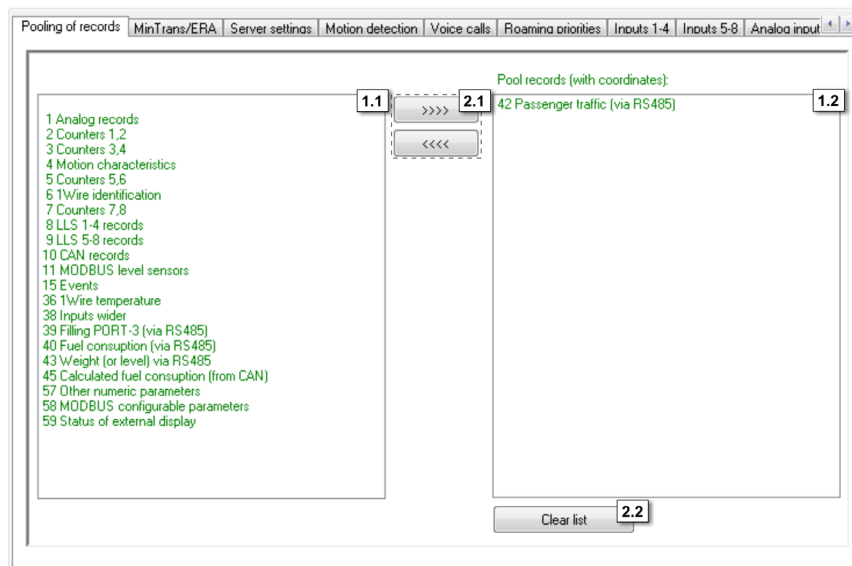 Pooling of records
MinTrans/ERA
Server settings
Motion detection
Voice calls
Roaming priorities
Inputs 1-4
Inputs 5-8
Analog input
Pool records (with coordinates):
1.1
>>>>
2.1
42 Passenger traffic (via RS485)
1.2
<<<<
1 Analog records
2 Counters 1,2
3 Counters 3,4
4 Motion characteristics
5 Counters 5,6
6 1Wire identification
7 Counters 7,8
8 LLS 1-4 records
9 LLS 5-8 records
10 CAN records
11 MODBUS level sensors
15 Events
36 1Wire temperature
38 Inputs wider
39 Filling PORT-3 (via RS485)
40 Fuel consuption (via RS485)
43 Weight (or level) via RS485
45 Calculated fuel consuption (from CAN)
57 Other numeric parameters
58 MODBUS configurable parameters
59 Status of external display
Clear list
2.2